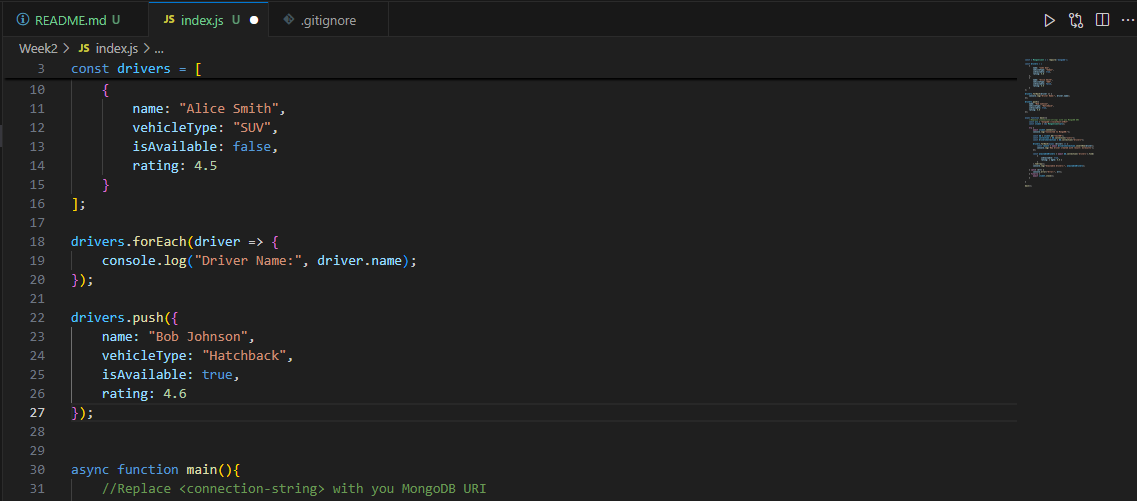 README.md U
JS index.js U
.gitignore
Week2 > JS index.js > ...
3 const drivers = [
10 {
11 name: "Alice Smith",
12 vehicleType: "SUV",
13 isAvailable: false,
14 rating: 4.5
15 }
16 ];
17
18 drivers.forEach(driver => {
19 console.log("Driver Name:", driver.name);
20 });
21
22 drivers.push({
23 name: "Bob Johnson",
24 vehicleType: "Hatchback",
25 isAvailable: true,
26 rating: 4.6
27 });
28
29
30 async function main(){
31 //Replace <connection-string> with you MongoDB URI